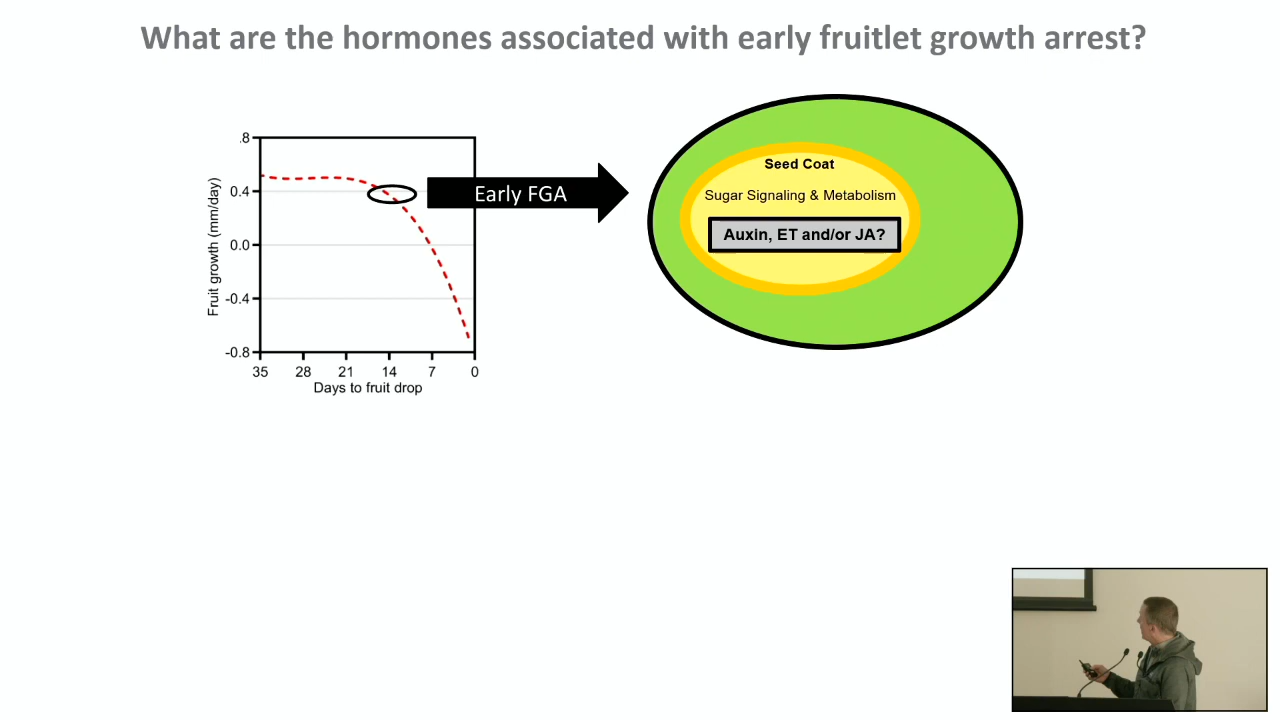 What are the hormones associated with early fruitlet growth arrest?
.8
0.4
0.0
-0.4
-0.8
Fruit growth (mm/day)
35 28 21 14 7 0
Days to fruit drop
Early FGA
Seed Coat
Sugar Signaling & Metabolism
Auxin, ET and/or JA?